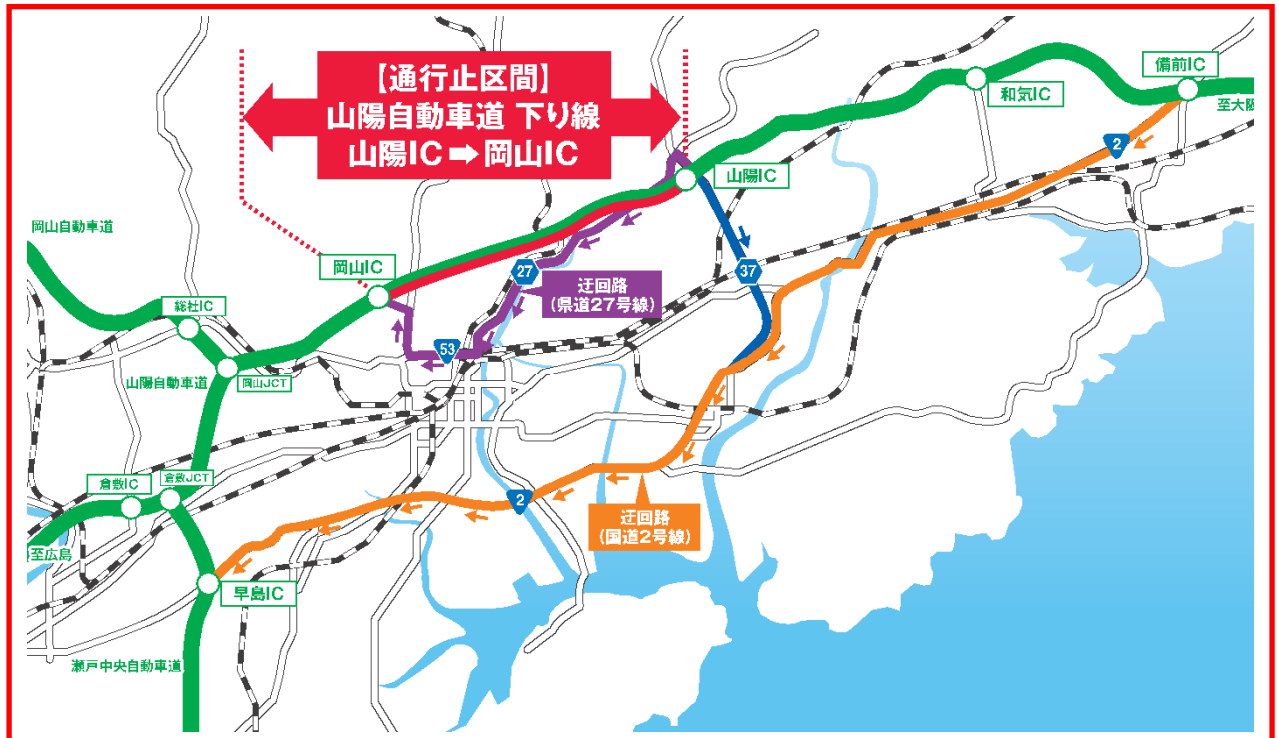 【通行止区間】
山陽自動車道 下り線
山陽IC➡岡山IC
備前IC
至大阪
和気IC
2
山陽IC
岡山自動車道
岡山IC
27
37
迂回路
(県道27号線)
総社IC
53
山陽自動車道
岡山JCT
倉敷IC
倉敷JCT
2
迂回路
(国道2号線)
至広島
早島IC
瀬戸中央自動車道